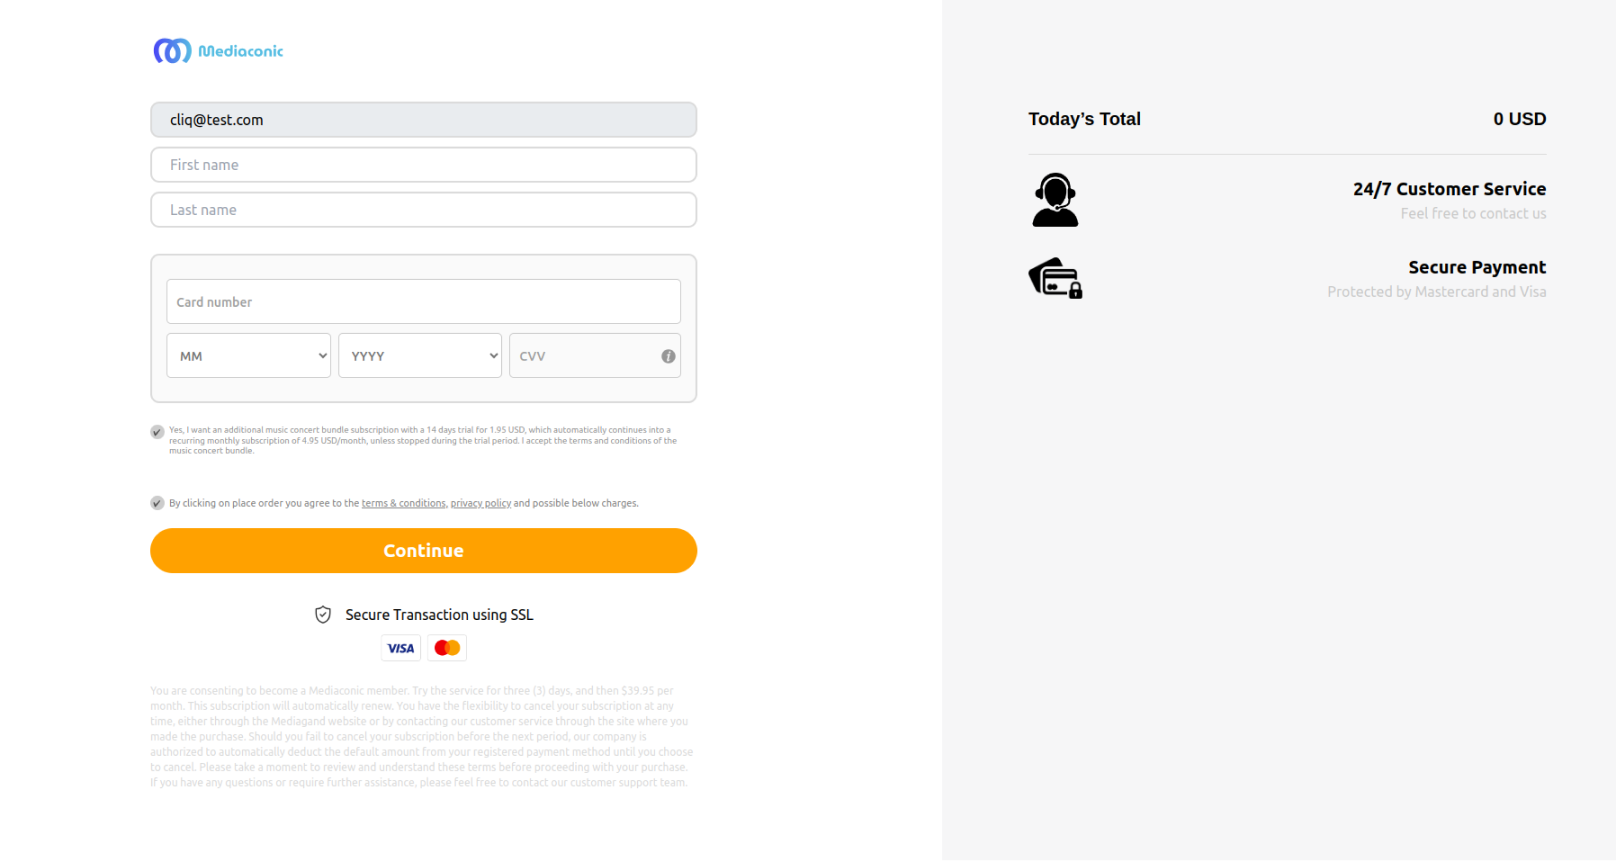 Mediaconic
cliq@test.com
First name
Last name
Card number
MM
YYYY
CVV
i
Yes, I want an additional music concert bundle subscription with a 14 days trial for 1.95 USD, which automatically continues into a
recurring monthly subscription of 4.95 USD/month, unless stopped during the trial period. I accept the terms and conditions of the
music concert bundle.
By clicking on place order you agree to the terms & conditions, privacy policy and possible below charges.
Continue
Secure Transaction using SSL
VISA
You are consenting to become a Mediaconic member. Try the service for three (3) days, and then $39.95 per
month. This subscription will automatically renew. You have the flexibility to cancel your subscription at any
time, either through the Mediagand website or by contacting our customer service through the site where you
made the purchase. Should you fail to cancel your subscription before the next period, our company is
authorized to automatically deduct the default amount from your registered payment method until you choose
to cancel. Please take a moment to review and understand these terms before proceeding with your purchase.
If you have any questions or require further assistance, please feel free to contact our customer support team.
Today's Total
0 USD
24/7 Customer Service
Feel free to contact us
Secure Payment
Protected by Mastercard and Visa